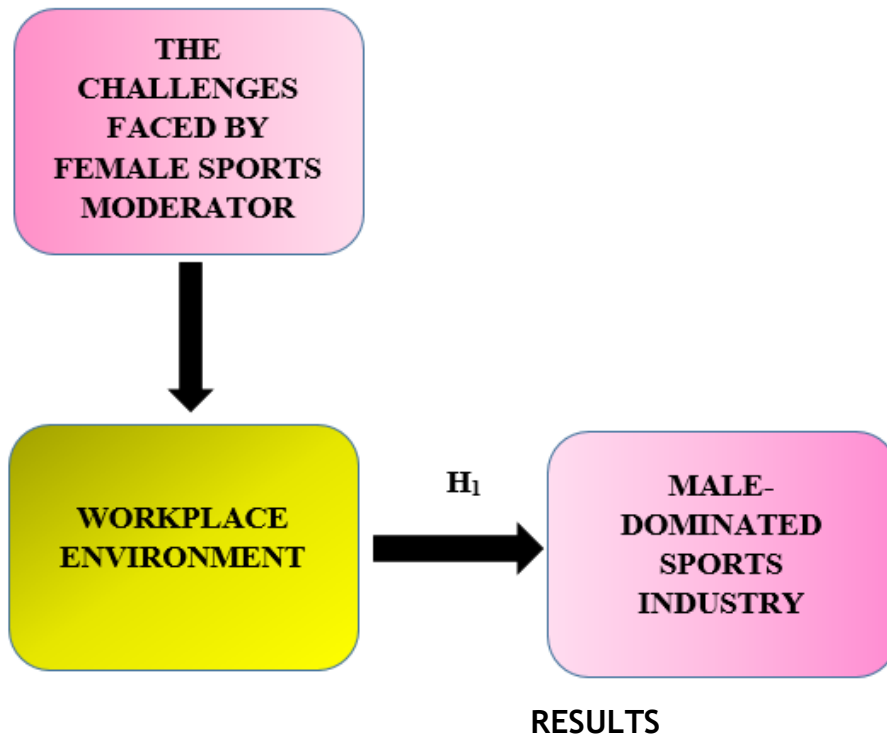 THE
CHALLENGES
FACED BY
FEMALE SPORTS
MODERATOR
WORKPLACE
ENVIRONMENT
H₁
MALE-
DOMINATED
SPORTS
INDUSTRY
RESULTS